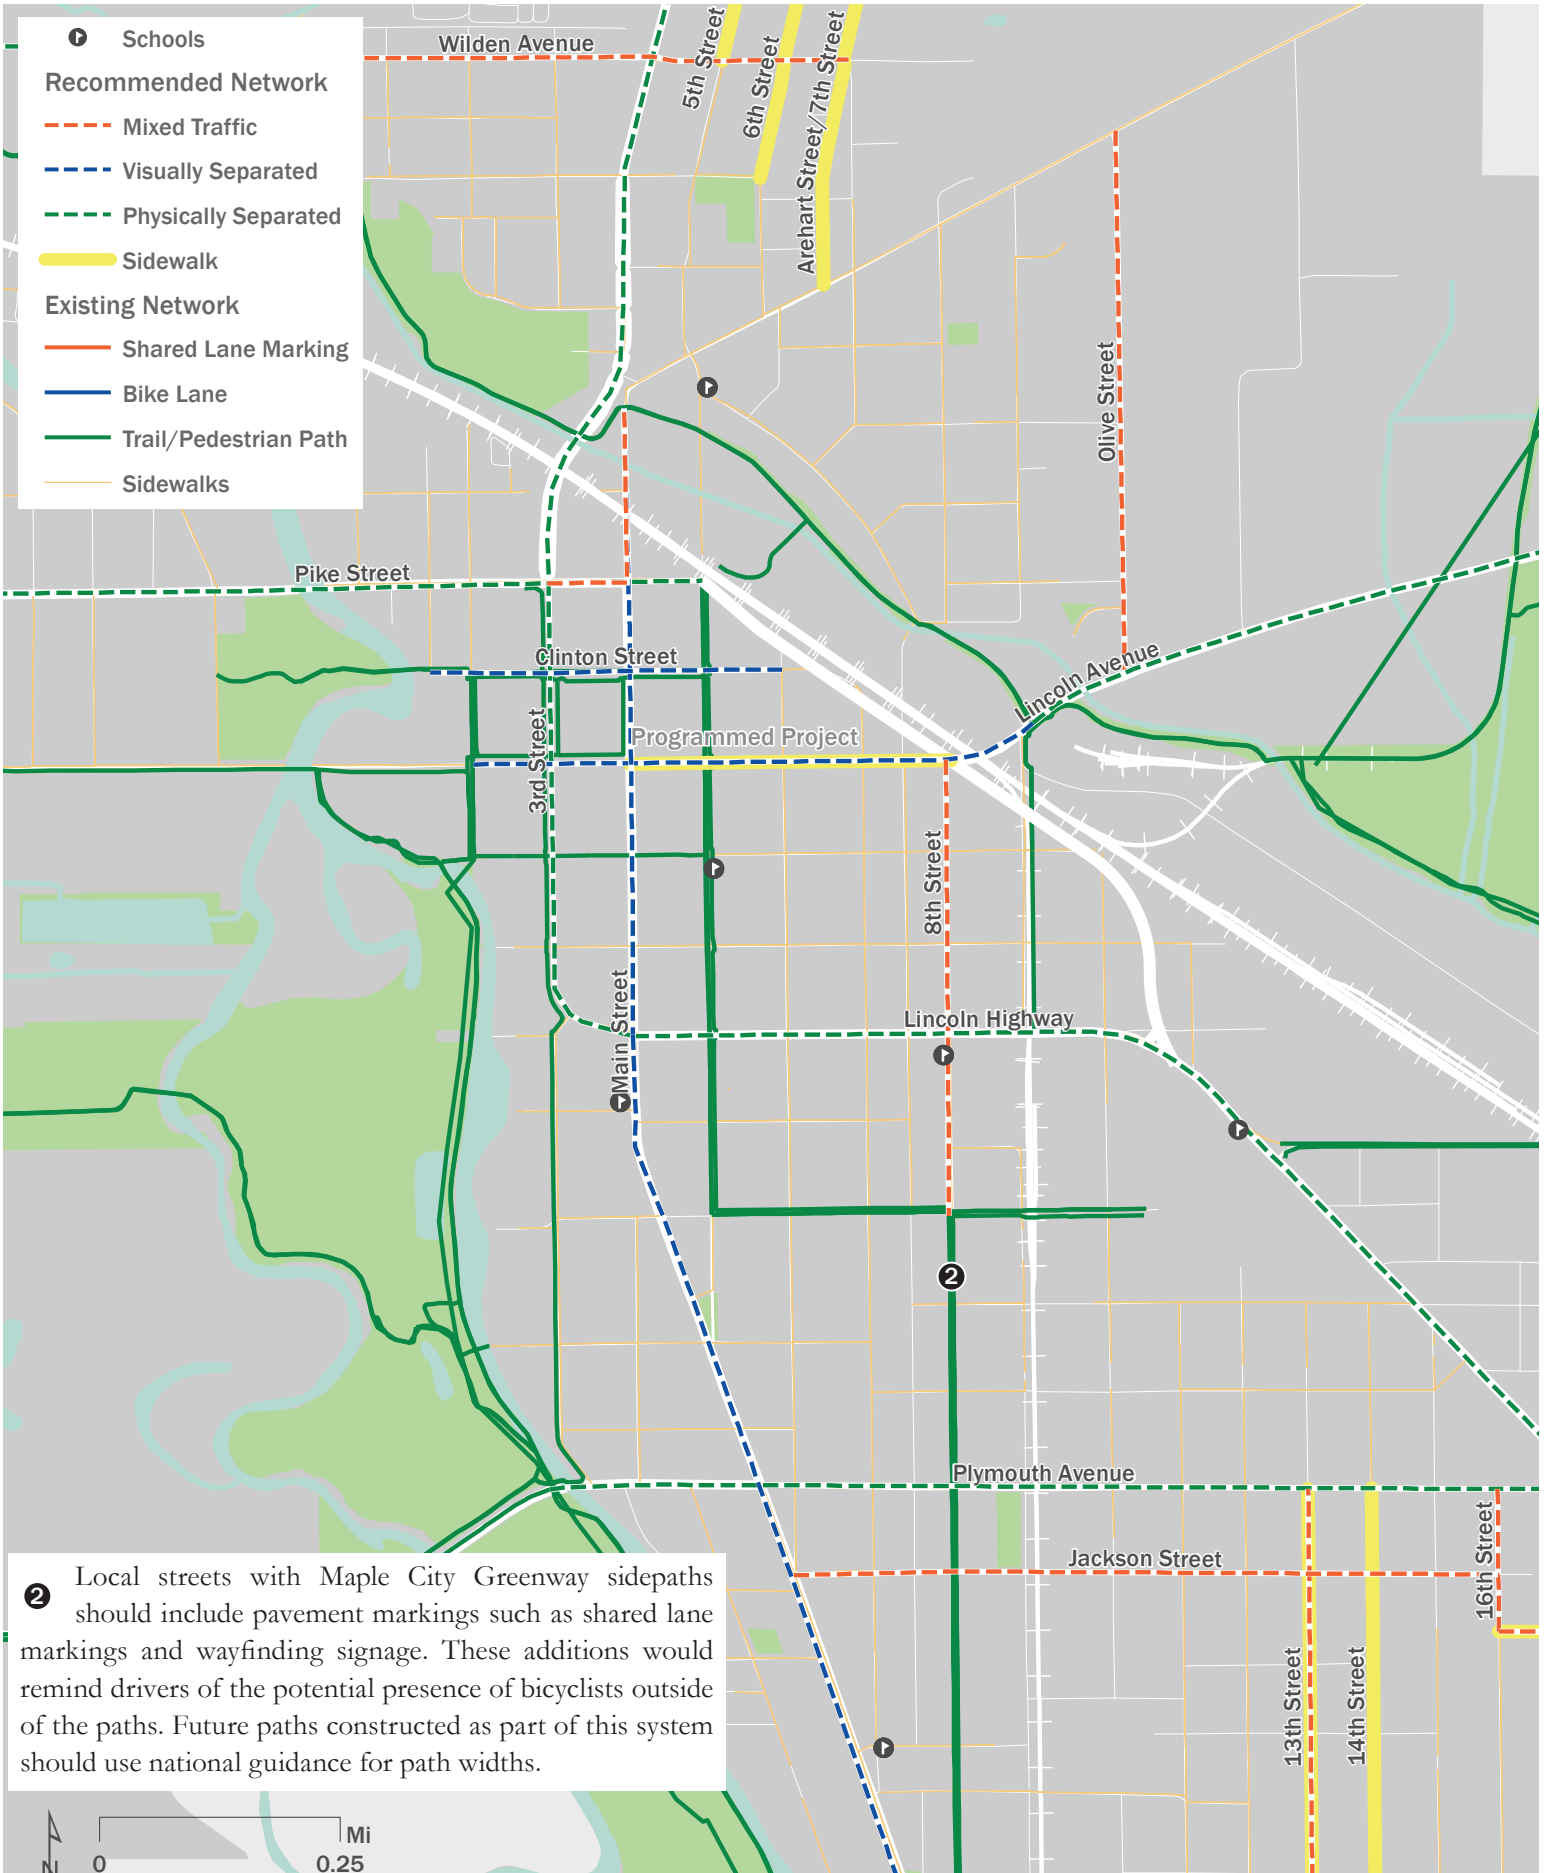 Schools
Recommended Network
Mixed Traffic
Visually Separated
Physically Separated
Sidewalk
Existing Network
Shared Lane Marking
Bike Lane
Trail/Pedestrian Path
Sidewalks
Wilden Avenue
5th Street
6th Street
Arehart Street/7th Street
Olive Street
Pike Street
Clinton Street
Lincoln Avenue
3rd Street
Programmed Project
8th Street
Main Street
Lincoln Highway
2
Plymouth Avenue
Jackson Street
16th Street
13th Street
14th Street
2 Local streets with Maple City Greenway sidepaths
should include pavement markings such as shared lane
markings and wayfinding signage. These additions would
remind drivers of the potential presence of bicyclists outside
of the paths. Future paths constructed as part of this system
should use national guidance for path widths.
N
Mi
0 0.25